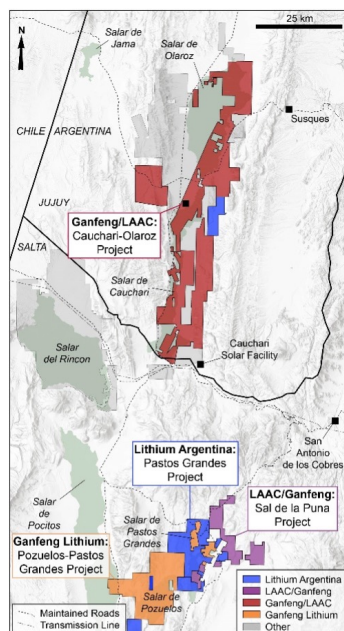 25 km
N
Salar de
Jama
Salar de
Olaroz
Susques
CHILE
ARGENTINA
JUJUY
SALTA
Ganfeng/LAAC:
Cauchari-Olaroz
Project
Salar de
Cauchari
Salar
del Rincon
Cauchari
Solar Facility
San
Antonio
de los Cobres
Lithium Argentina:
Pastos Grandes
Project
Salar
de
Pocitos
Salar de
Pastos
Grandes
LAAC/Ganfeng:
Sal de la Puna
Project
Ganfeng Lithium:
Pozuelos-Pastos
Grandes Project
Salar de
Pozuelos
Lithium Argentina
LAAC/Ganfeng
Ganfeng/LAAC
Ganfeng Lithium
Other
Maintained Roads
Transmission Line